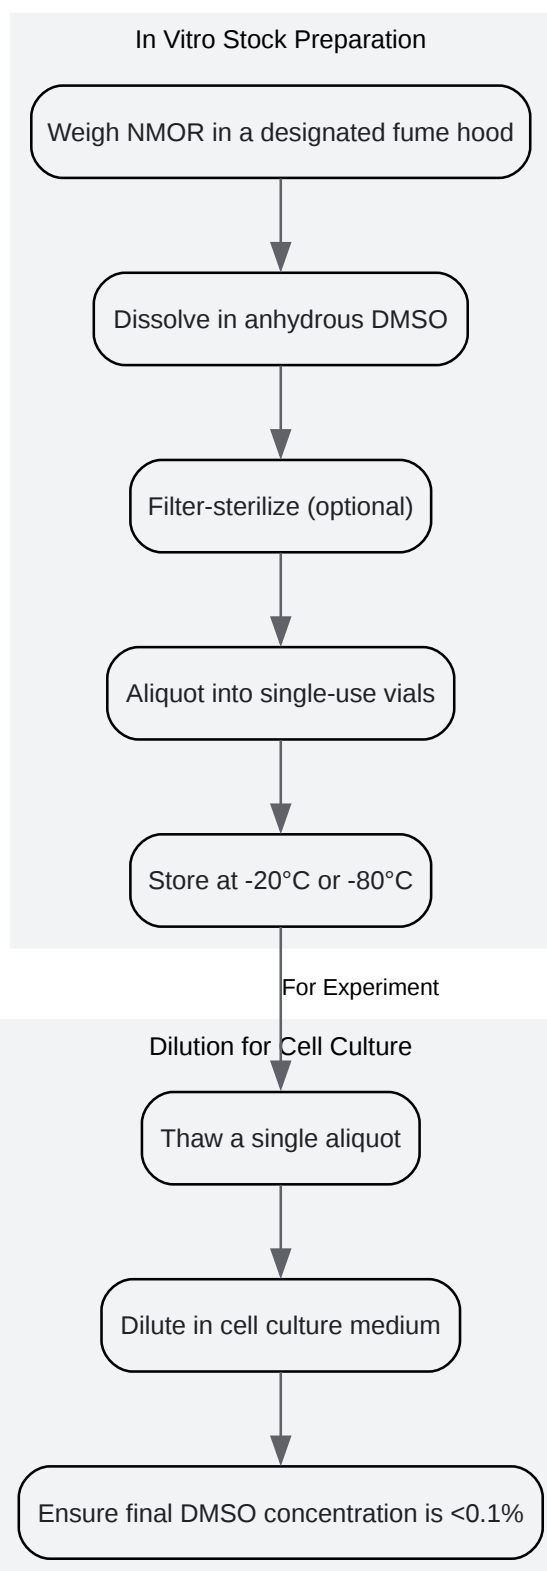 In Vitro Stock Preparation
Weigh NMOR in a designated fume hood
Dissolve in anhydrous DMSO
Filter-sterilize (optional)
Aliquot into single-use vials
Store at -20°C or -80°C
For Experiment
Dilution for Cell Culture
Thaw a single aliquot
Dilute in cell culture medium
Ensure final DMSO concentration is <0.1%